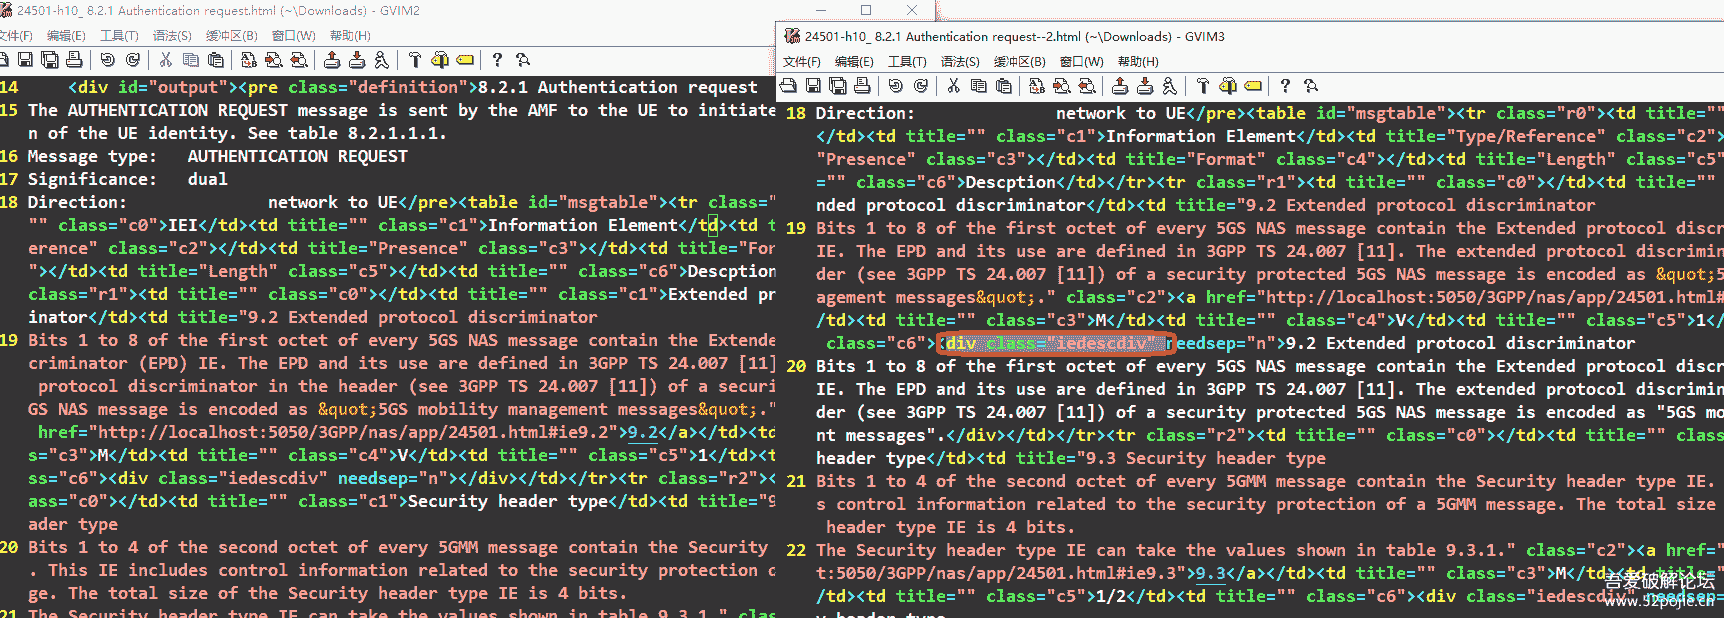 24501-h10_ 8.2.1 Authentication request.html (~\Downloads) - GVIM2
文件(F) 编辑(E) 工具(T) 语法(S) 缓冲区(B) 窗口(W) 帮助(H)
14 <div id="output"><pre class="definition">8.2.1 Authentication request
15 The AUTHENTICATION REQUEST message is sent by the AMF to the UE to initiate
n of the UE identity. See table 8.2.1.1.1.
16 Message type: AUTHENTICATION REQUEST
17 Significance: dual
18 Direction: network to UE</pre><table id="msgtable"><tr class="
"" class="c0">IEI</td><td title="" class="c1">Information Element</td><td t
erence" class="c2"></td><td title="Presence" class="c3"></td><td title="For
"></td><td title="Length" class="c5"></td><td title="" class="c6">Descption
class="r1"><td title="" class="c0"></td><td title="" class="c1">Extended pr
inator</td><td title="9.2 Extended protocol discriminator
19 Bits 1 to 8 of the first octet of every 5GS NAS message contain the Extende
criminator (EPD) IE. The EPD and its use are defined in 3GPP TS 24.007 [11]
protocol discriminator in the header (see 3GPP TS 24.007 [11]) of a securi
GS NAS message is encoded as &quot;5GS mobility management messages&quot;."
href="http://localhost:5050/3GPP/nas/app/24501.html#ie9.2">9.2</a></td><td
s="c3">M</td><td title="" class="c4">V</td><td title="" class="c5">1</td><t
ss="c6"><div class="iedescdiv" needsep="n"></div></td></tr><tr class="r2"><
ass="c0"></td><td title="" class="c1">Security header type</td><td title="9
ader type
20 Bits 1 to 4 of the second octet of every 5GMM message contain the Security
. This IE includes control information related to the security protection o
ge. The total size of the Security header type IE is 4 bits.
21 The Security header type IE can take the values shown in table 9.3.1." clas
24501-h10_ 8.2.1 Authentication request--2.html (~\Downloads) - GVIM3
文件(F) 编辑(E) 工具(T) 语法(S) 缓冲区(B) 窗口(W) 帮助(H)
18 Direction: network to UE</pre><table id="msgtable"><tr class="r0"><td title=""
</td><td title="" class="c1">Information Element</td><td title="Type/Reference" class="c2">
"Presence" class="c3"></td><td title="Format" class="c4"></td><td title="Length" class="c5
="" class="c6">Descption</td></tr><tr class="r1"><td title="" class="c0"></td><td title=""
nded protocol discriminator</td><td title="9.2 Extended protocol discriminator
19 Bits 1 to 8 of the first octet of every 5GS NAS message contain the Extended protocol discr
IE. The EPD and its use are defined in 3GPP TS 24.007 [11]. The extended protocol discrimin
der (see 3GPP TS 24.007 [11]) of a security protected 5GS NAS message is encoded as &quot;5
agement messages&quot;." class="c2"><a href="http://localhost:5050/3GPP/nas/app/24501.html#
/td><td title="" class="c3">M</td><td title="" class="c4">V</td><td title="" class="c5">1</
class="c6"><div class="iedescdiv" needsep="n">9.2 Extended protocol discriminator
20 Bits 1 to 8 of the first octet of every 5GS NAS message contain the Extended protocol discr
IE. The EPD and its use are defined in 3GPP TS 24.007 [11]. The extended protocol discrimin
der (see 3GPP TS 24.007 [11]) of a security protected 5GS NAS message is encoded as "5GS mo
nt messages".</div></td></tr><tr class="r2"><td title="" class="c0"></td><td title="" class
header type</td><td title="9.3 Security header type
21 Bits 1 to 4 of the second octet of every 5GMM message contain the Security header type IE.
s control information related to the security protection of a 5GMM message. The total size
header type IE is 4 bits.
22 The Security header type IE can take the values shown in table 9.3.1." class="c2"><a href="
t:5050/3GPP/nas/app/24501.html#ie9.3">9.3</a></td><td title="" class="c3">M</td><td title="
/td><td title="" class="c5">1/2</td><td title="" class="c6"><div class="iedescdiv"
吾爱破解论坛
www.52pojie.cn